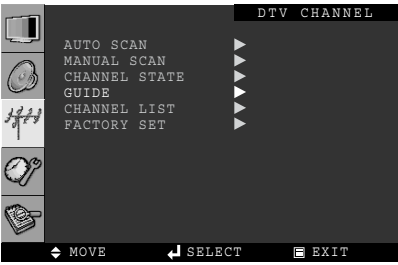 DTV CHANNEL
AUTO SCAN
MANUAL SCAN
CHANNEL STATE
GUIDE
CHANNEL LIST
FACTORY SET
MOVE SELECT EXIT